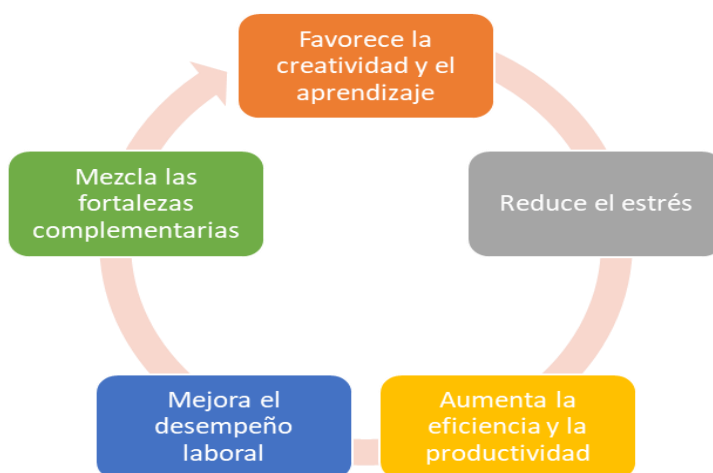 Favorece la
creatividad y el
aprendizaje
Reduce el estrés
Aumenta la
eficiencia y la
productividad
Mejora el
desempeño
laboral
Mezcla las
fortalezas
complementarias